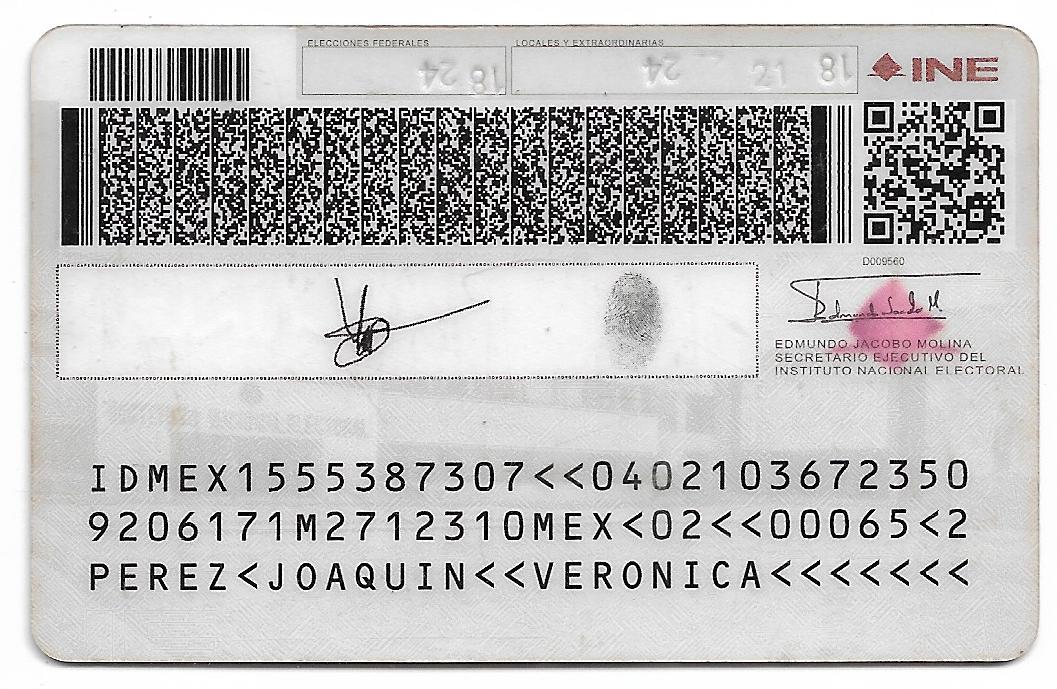 ELECCIONES FEDERALES
LOCALES Y EXTRAORDINARIAS
18 24
18 21 24
INE
D009560
EDMUNDO JACOBO MOLINA
SECRETARIO EJECUTIVO DEL
INSTITUTO NACIONAL ELECTORAL
IDMEX1555387307<<0402103672350
9206171M2712310MEX<02<<00065<2
PEREZ<JOAQUIN<<VERONICA<<<<<<<